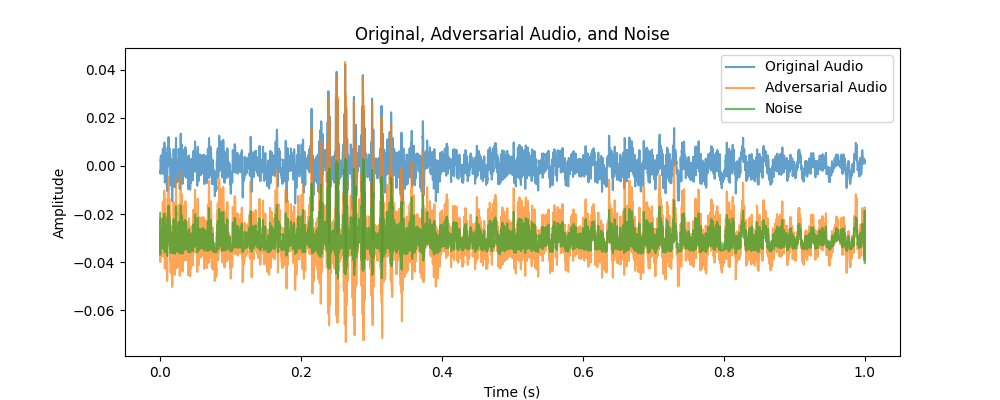 Original, Adversarial Audio, and Noise
Original Audio
Adversarial Audio
Noise
Amplitude
0.04
0.02
0.00
−0.02
−0.04
−0.06
0.0 0.2 0.4 0.6 0.8 1.0
Time (s)